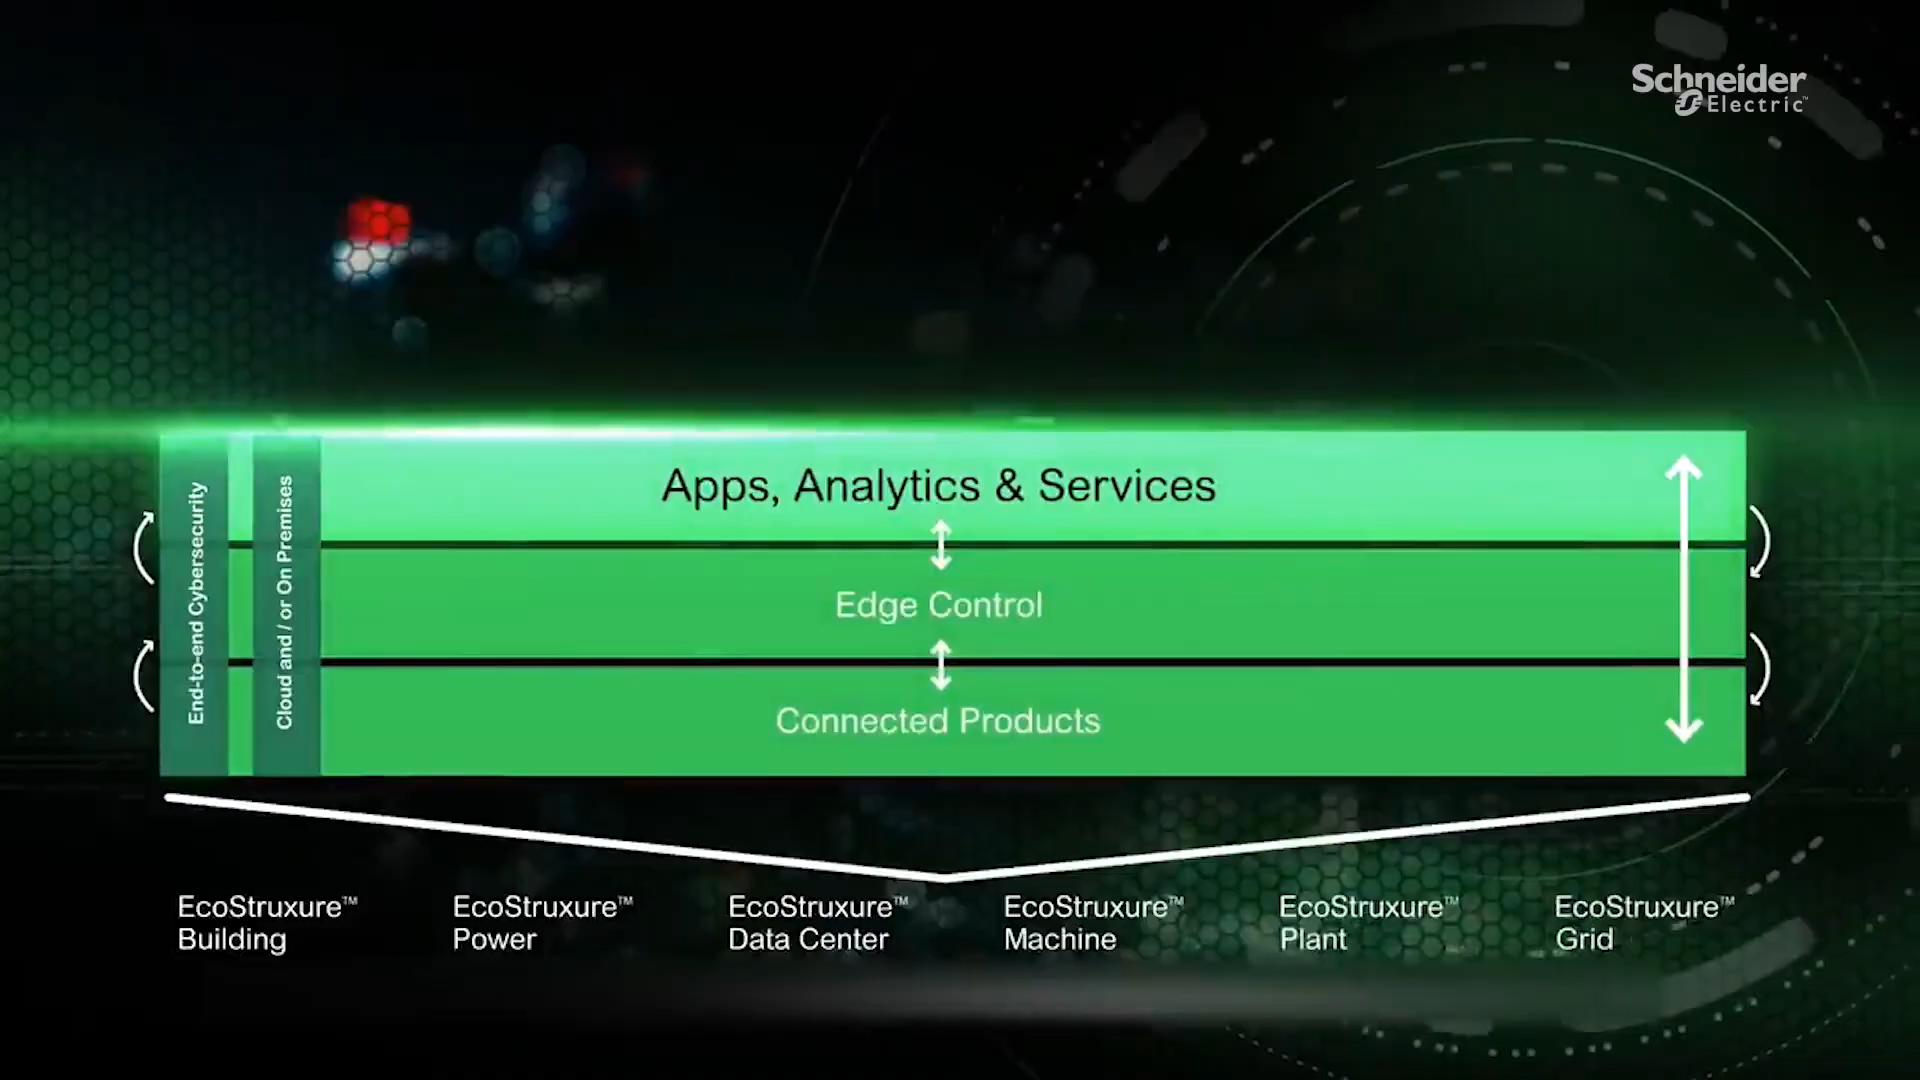 Schneider
Electric™
Apps, Analytics & Services
Edge Control
Connected Products
End-to-end Cybersecurity
Cloud and / or On Premises
EcoStruxure™
Building
EcoStruxure™
Power
EcoStruxure™
Data Center
EcoStruxure™
Machine
EcoStruxure™
Plant
EcoStruxure™
Grid